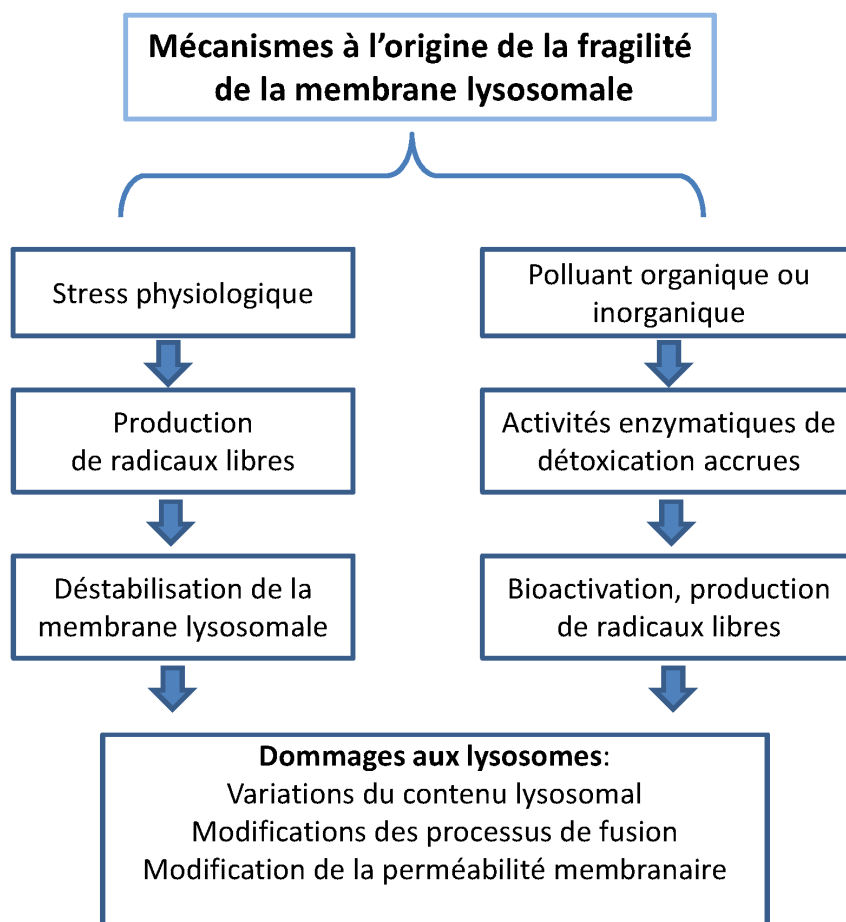 Mécanismes à l’origine de la fragilité
de la membrane lysosomale
Stress physiologique
Polluant organique ou
inorganique
Production
de radicaux libres
Activités enzymatiques de
détoxication accrues
Déstabilisation de la
membrane lysosomale
Bioactivation, production
de radicaux libres
Dommages aux lysosomes:
Variations du contenu lysosomal
Modifications des processus de fusion
Modification de la perméabilité membranaire